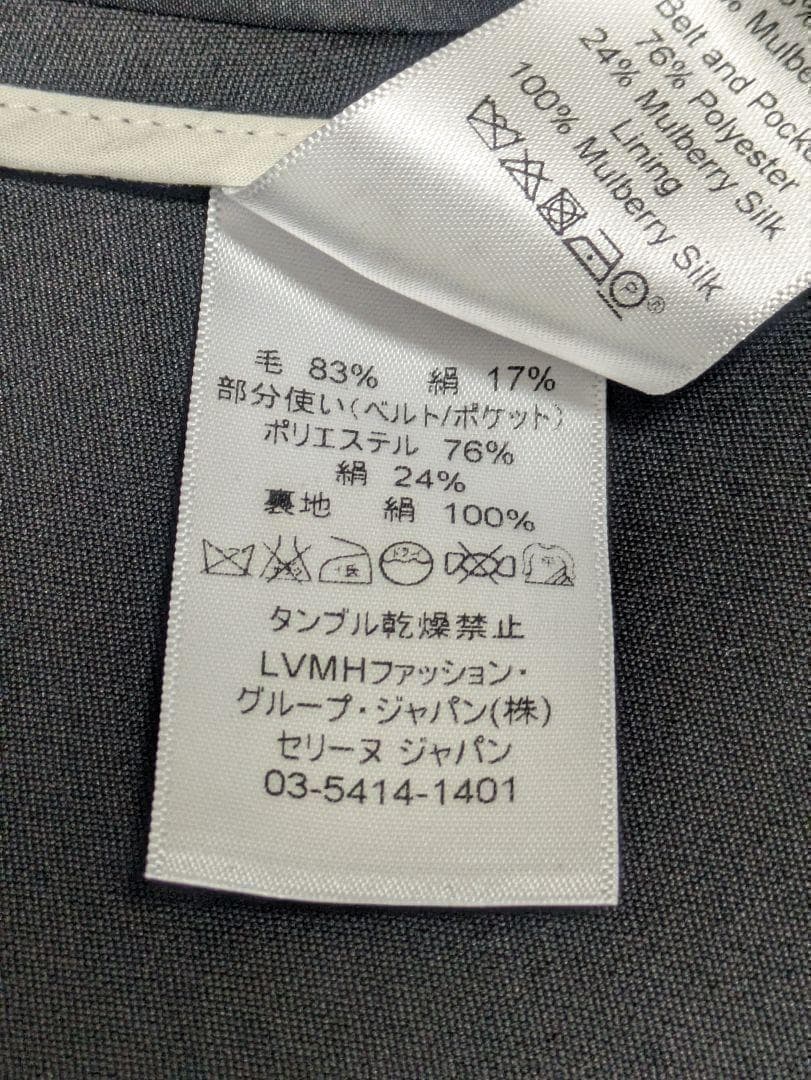 % Mulbe
Belt and Pocke
76% Polyester
24% Mulberry Silk
Lining
100% Mulberry Silk
P
毛 83% 絹 17%
部分使い(ベルト/ポケット)
ポリエステル 76%
絹 24%
裏地 絹 100%
ドライ
タンブル乾燥禁止
LVMHファッション・
グループ・ジャパン(株)
セリーヌ ジャパン
03-5414-1401